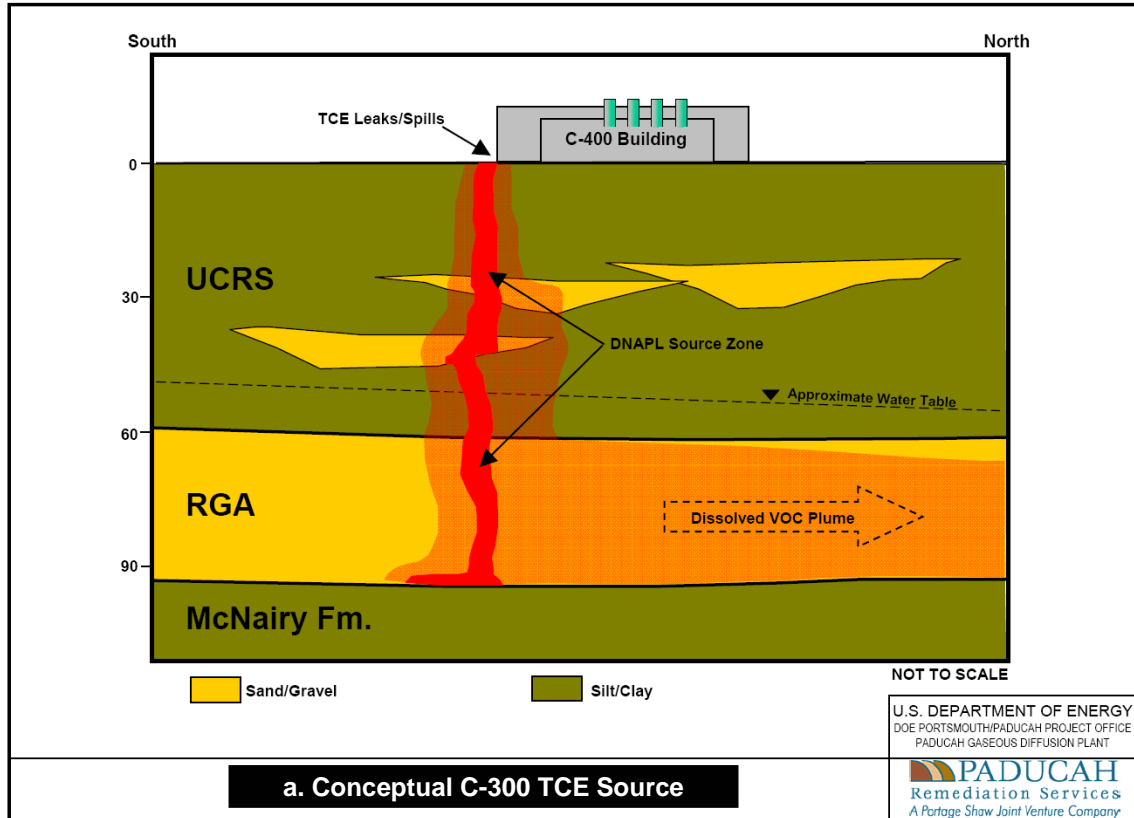 South
North
TCE Leaks/Spills
C-400 Building
0
UCRS
30
DNAPL Source Zone
Approximate Water Table
60
RGA
Dissolved VOC Plume
90
McNairy Fm.
NOT TO SCALE
Sand/Gravel
Silt/Clay
U.S. DEPARTMENT OF ENERGY
DOE PORTSMOUTH/PADUCAH PROJECT OFFICE
PADUCAH GASEOUS DIFFUSION PLANT
a. Conceptual C-300 TCE Source
PADUCAH
Remediation Services
A Portage Shaw Joint Venture Company